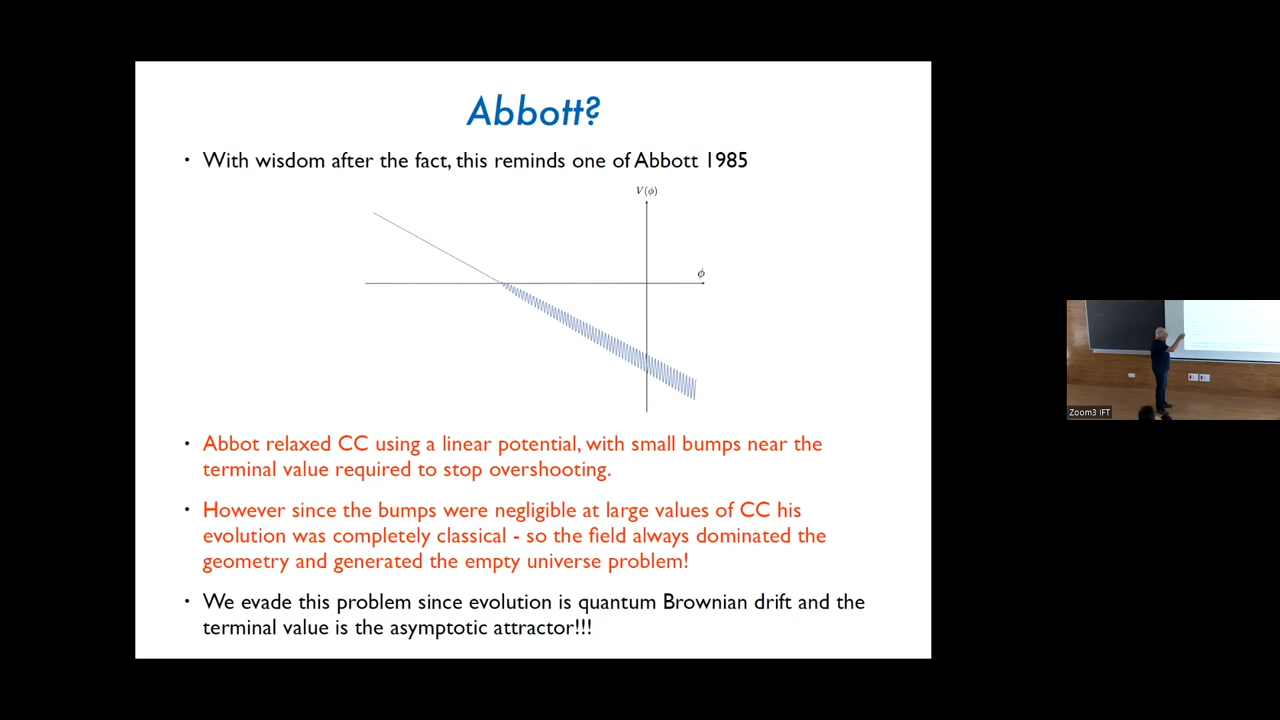 Abbott?
• With wisdom after the fact, this reminds one of Abbott 1985
V(ϕ)
ϕ
• Abbot relaxed CC using a linear potential, with small bumps near the
terminal value required to stop overshooting.
• However since the bumps were negligible at large values of CC his
evolution was completely classical - so the field always dominated the
geometry and generated the empty universe problem!
• We evade this problem since evolution is quantum Brownian drift and the
terminal value is the asymptotic attractor!!!
Zoom3 IFT